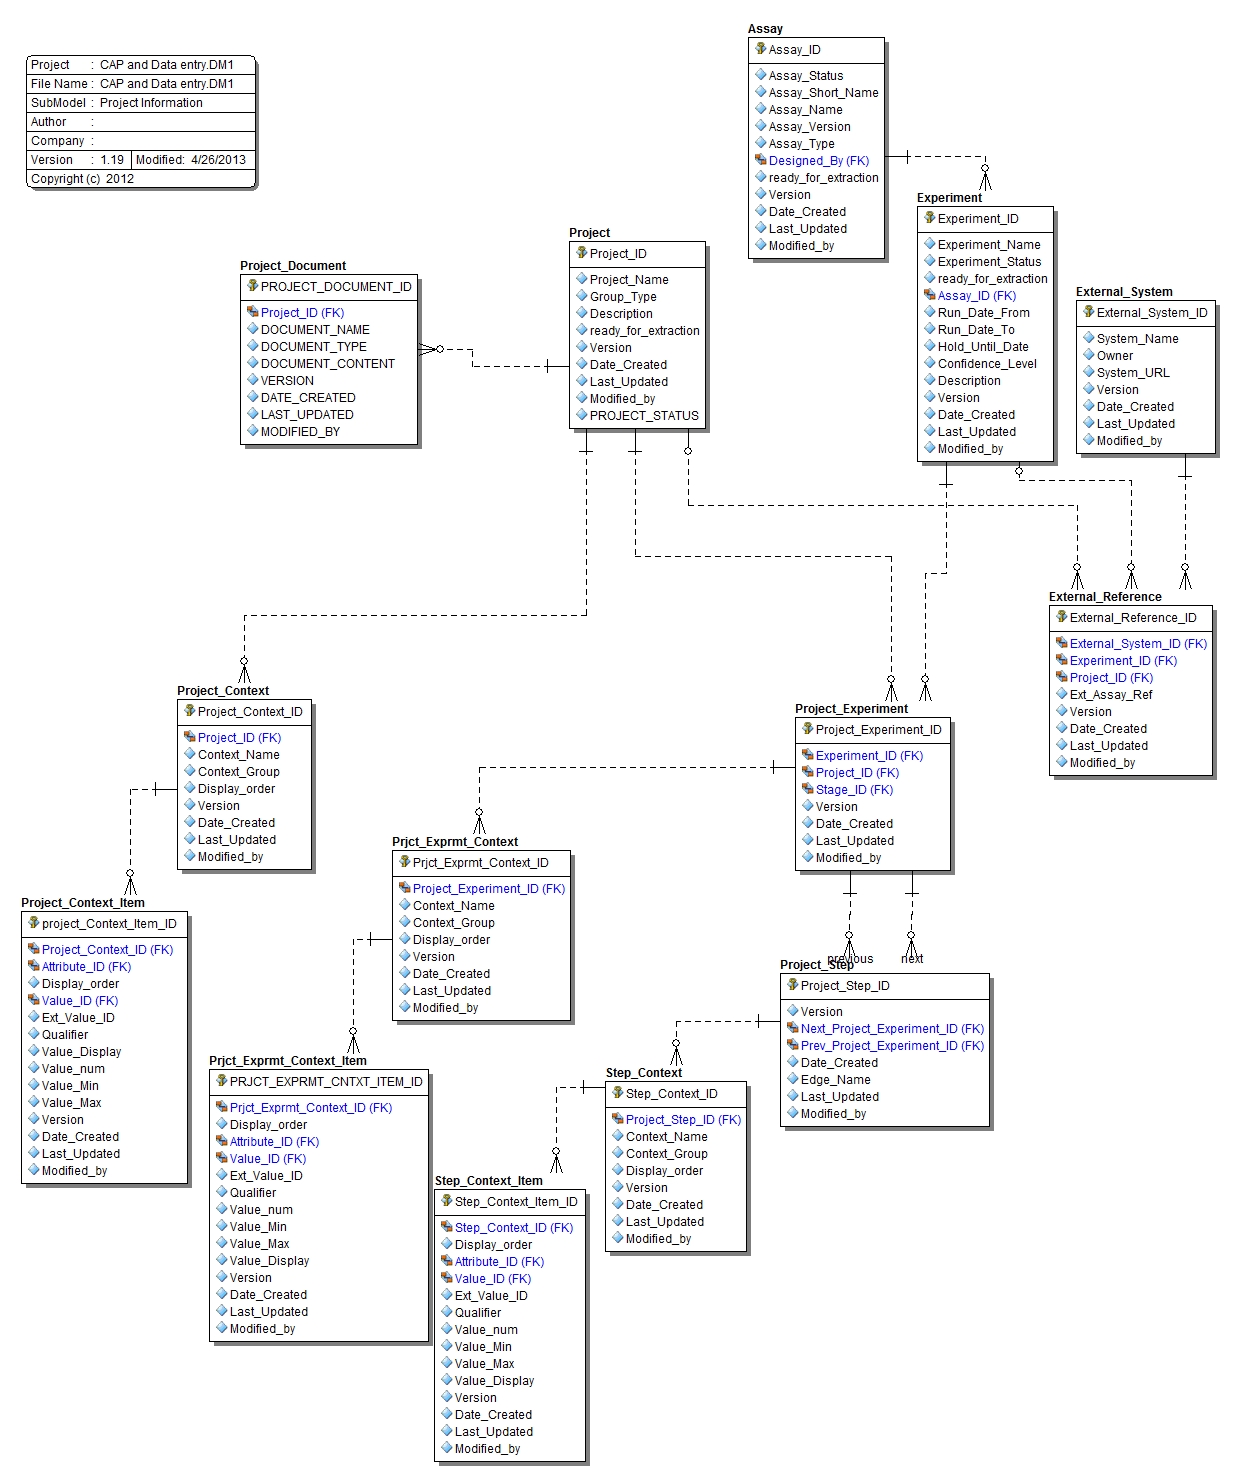 Project : CAP and Data entry.DM1
File Name : CAP and Data entry.DM1
SubModel : Project Information
Author :
Company :
Version : 1.19 Modified: 4/26/2013
Copyright (c) 2012
Assay
Assay_ID
Assay_Status
Assay_Short_Name
Assay_Name
Assay_Version
Assay_Type
Designed_By (FK)
ready_for_extraction
Version
Date_Created
Last_Updated
Modified_by
Experiment
Experiment_ID
Experiment_Name
Experiment_Status
ready_for_extraction
Assay_ID (FK)
Run_Date_From
Run_Date_To
Hold_Until_Date
Confidence_Level
Description
Version
Date_Created
Last_Updated
Modified_by
Project
Project_ID
Project_Name
Group_Type
Description
ready_for_extraction
Version
Date_Created
Last_Updated
Modified_by
PROJECT_STATUS
Project_Document
PROJECT_DOCUMENT_ID
Project_ID (FK)
DOCUMENT_NAME
DOCUMENT_TYPE
DOCUMENT_CONTENT
VERSION
DATE_CREATED
LAST_UPDATED
MODIFIED_BY
External_System
External_System_ID
System_Name
Owner
System_URL
Version
Date_Created
Last_Updated
Modified_by
External_Reference
External_Reference_ID
External_System_ID (FK)
Experiment_ID (FK)
Project_ID (FK)
Ext_Assay_Ref
Version
Date_Created
Last_Updated
Modified_by
Project_Context
Project_Context_ID
Project_ID (FK)
Context_Name
Context_Group
Display_order
Version
Date_Created
Last_Updated
Modified_by
Project_Experiment
Project_Experiment_ID
Experiment_ID (FK)
Project_ID (FK)
Stage_ID (FK)
Version
Date_Created
Last_Updated
Modified_by
Prjct_Exprmt_Context
Prjct_Exprmt_Context_ID
Project_Experiment_ID (FK)
Context_Name
Context_Group
Display_order
Version
Date_Created
Last_Updated
Modified_by
Project_Context_Item
project_Context_Item_ID
Project_Context_ID (FK)
Attribute_ID (FK)
Display_order
Value_ID (FK)
Ext_Value_ID
Qualifier
Value_Display
Value_num
Value_Min
Value_Max
Version
Date_Created
Last_Updated
Modified_by
previous
next
Project_Step
Project_Step_ID
Version
Next_Project_Experiment_ID (FK)
Prev_Project_Experiment_ID (FK)
Date_Created
Edge_Name
Last_Updated
Modified_by
Prjct_Exprmt_Context_Item
PRJCT_EXPRMT_CNTXT_ITEM_ID
Prjct_Exprmt_Context_ID (FK)
Display_order
Attribute_ID (FK)
Value_ID (FK)
Ext_Value_ID
Qualifier
Value_num
Value_Min
Value_Max
Value_Display
Version
Date_Created
Last_Updated
Modified_by
Step_Context
Step_Context_ID
Project_Step_ID (FK)
Context_Name
Context_Group
Display_order
Version
Date_Created
Last_Updated
Modified_by
Step_Context_Item
Step_Context_Item_ID
Step_Context_ID (FK)
Display_order
Attribute_ID (FK)
Value_ID (FK)
Ext_Value_ID
Qualifier
Value_num
Value_Min
Value_Max
Value_Display
Version
Date_Created
Last_Updated
Modified_by